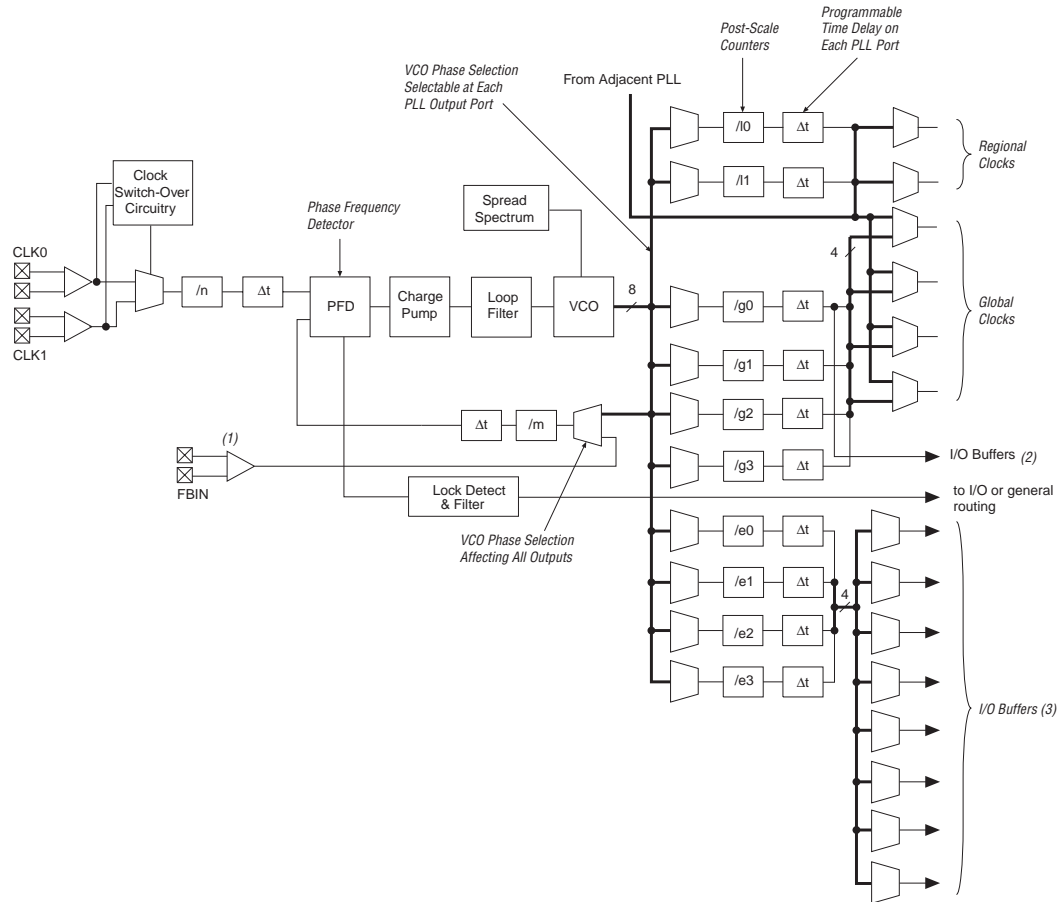 Programmable
Time Delay on
Each PLL Port
Post-Scale
Counters
VCO Phase Selection
Selectable at Each
PLL Output Port
From Adjacent PLL
/l0
Δt
Regional
Clocks
/l1
Δt
Clock
Switch-Over
Circuitry
Phase Frequency
Detector
Spread
Spectrum
CLK0
4
/n
Δt
PFD
Charge
Pump
Loop
Filter
VCO
8
/g0
Δt
Global
Clocks
CLK1
/g1
Δt
Δt
/m
/g2
Δt
(1)
FBIN
/g3
Δt
I/O Buffers (2)
Lock Detect
& Filter
to I/O or general
routing
VCO Phase Selection
Affecting All Outputs
/e0
Δt
/e1
Δt
4
/e2
Δt
/e3
Δt
I/O Buffers (3)